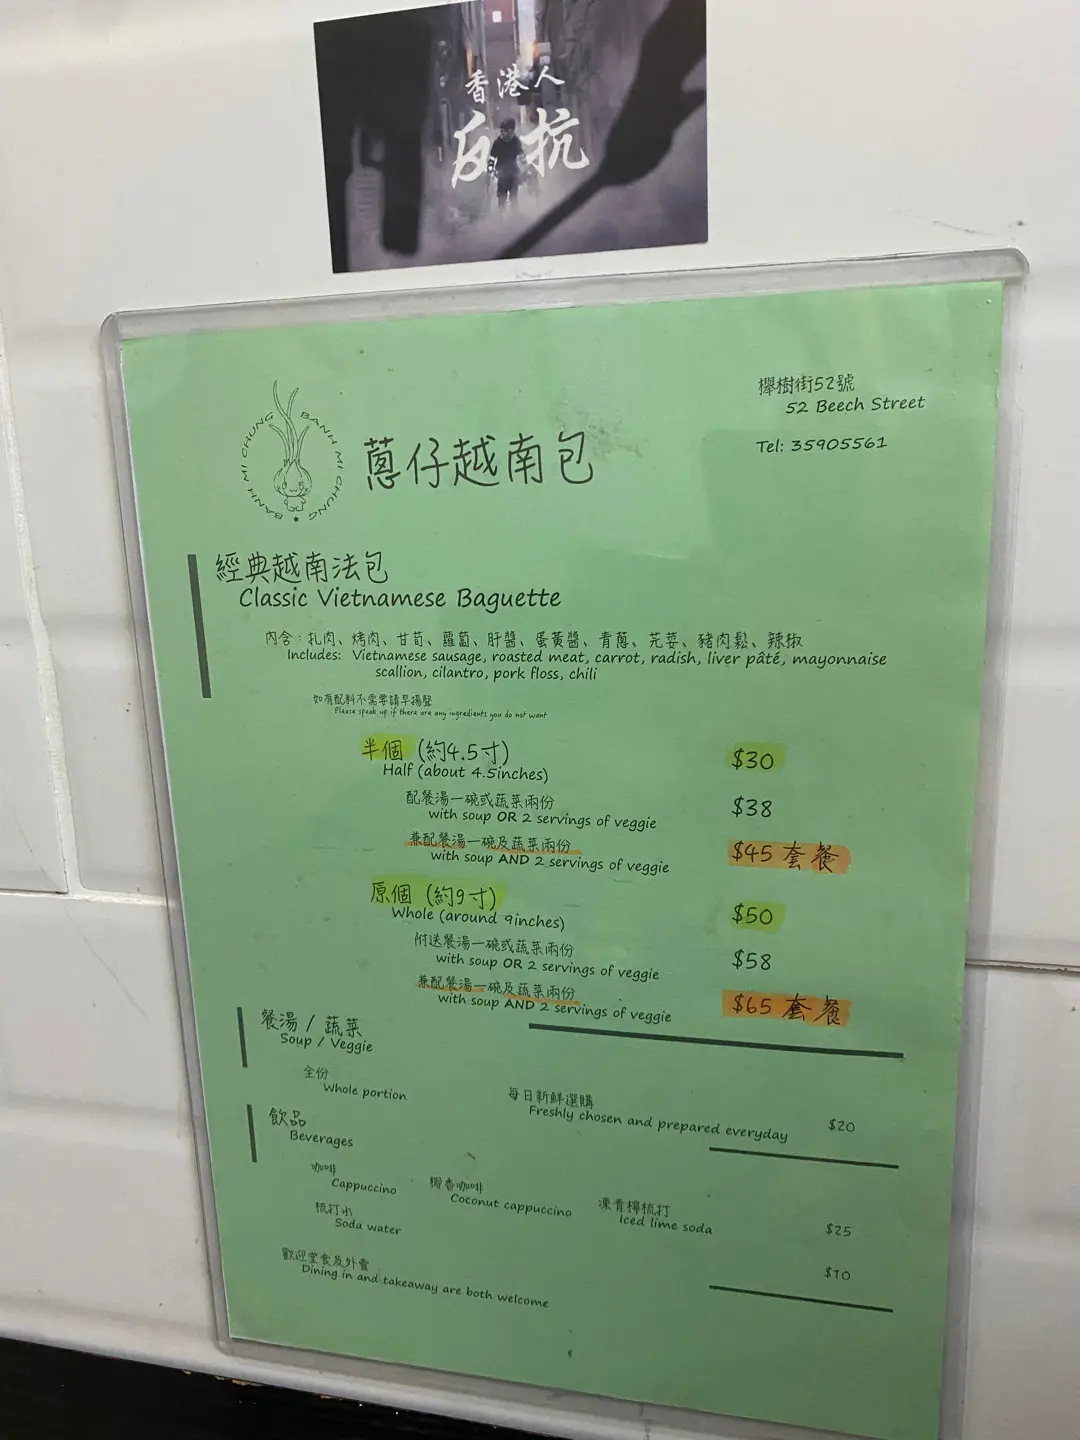 香港人
反抗
BANH MI CHUNG BANH MI CHUNG BANH MI CHUNG
蔥仔越南包
櫸樹街52號
52 Beech Street
Tel: 35905561
經典越南法包
Classic Vietnamese Baguette
內含：扎肉、烤肉、甘荀、蘿蔔、肝醬、蛋黃醬、青蔥、芫荽、豬肉鬆、辣椒
Includes: Vietnamese sausage, roasted meat, carrot, radish, liver pâté, mayonnaise
scallion, cilantro, pork floss, chili
如有配料不需要請早揚聲
Please speak up if there are any ingredients you do not want
半個 (約4.5寸) $30
Half (about 4.5inches)
配餐湯一碗或蔬菜兩份 $38
with soup OR 2 servings of veggie
兼配餐湯一碗及蔬菜兩份 $45 套餐
with soup AND 2 servings of veggie
原個 (約9寸) $50
Whole (around 9inches)
附送餐湯一碗或蔬菜兩份 $58
with soup OR 2 servings of veggie
兼配餐湯一碗及蔬菜兩份 $65 套餐
with soup AND 2 servings of veggie
餐湯 / 蔬菜
Soup / Veggie
全份 每日新鮮選購
Whole portion Freshly chosen and prepared everyday $20
飲品
Beverages
咖啡 椰香咖啡 凍青檸梳打
Cappuccino Coconut cappuccino Iced lime soda $25
梳打水
Soda water $10
歡迎堂食及外賣
Dining in and takeaway are both welcome